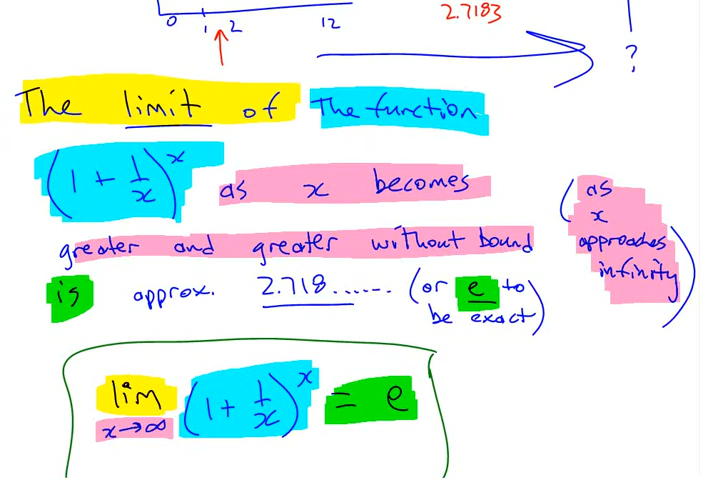 0 1 2 12 2.7183
?
The limit of the function
(1 + 1/x)^x as x becomes
greater and greater without bound
is approx. 2.718...... (or e to
be exact)
(as
x
approaches
infinity)
lim (1 + 1/x)^x = e
x→∞